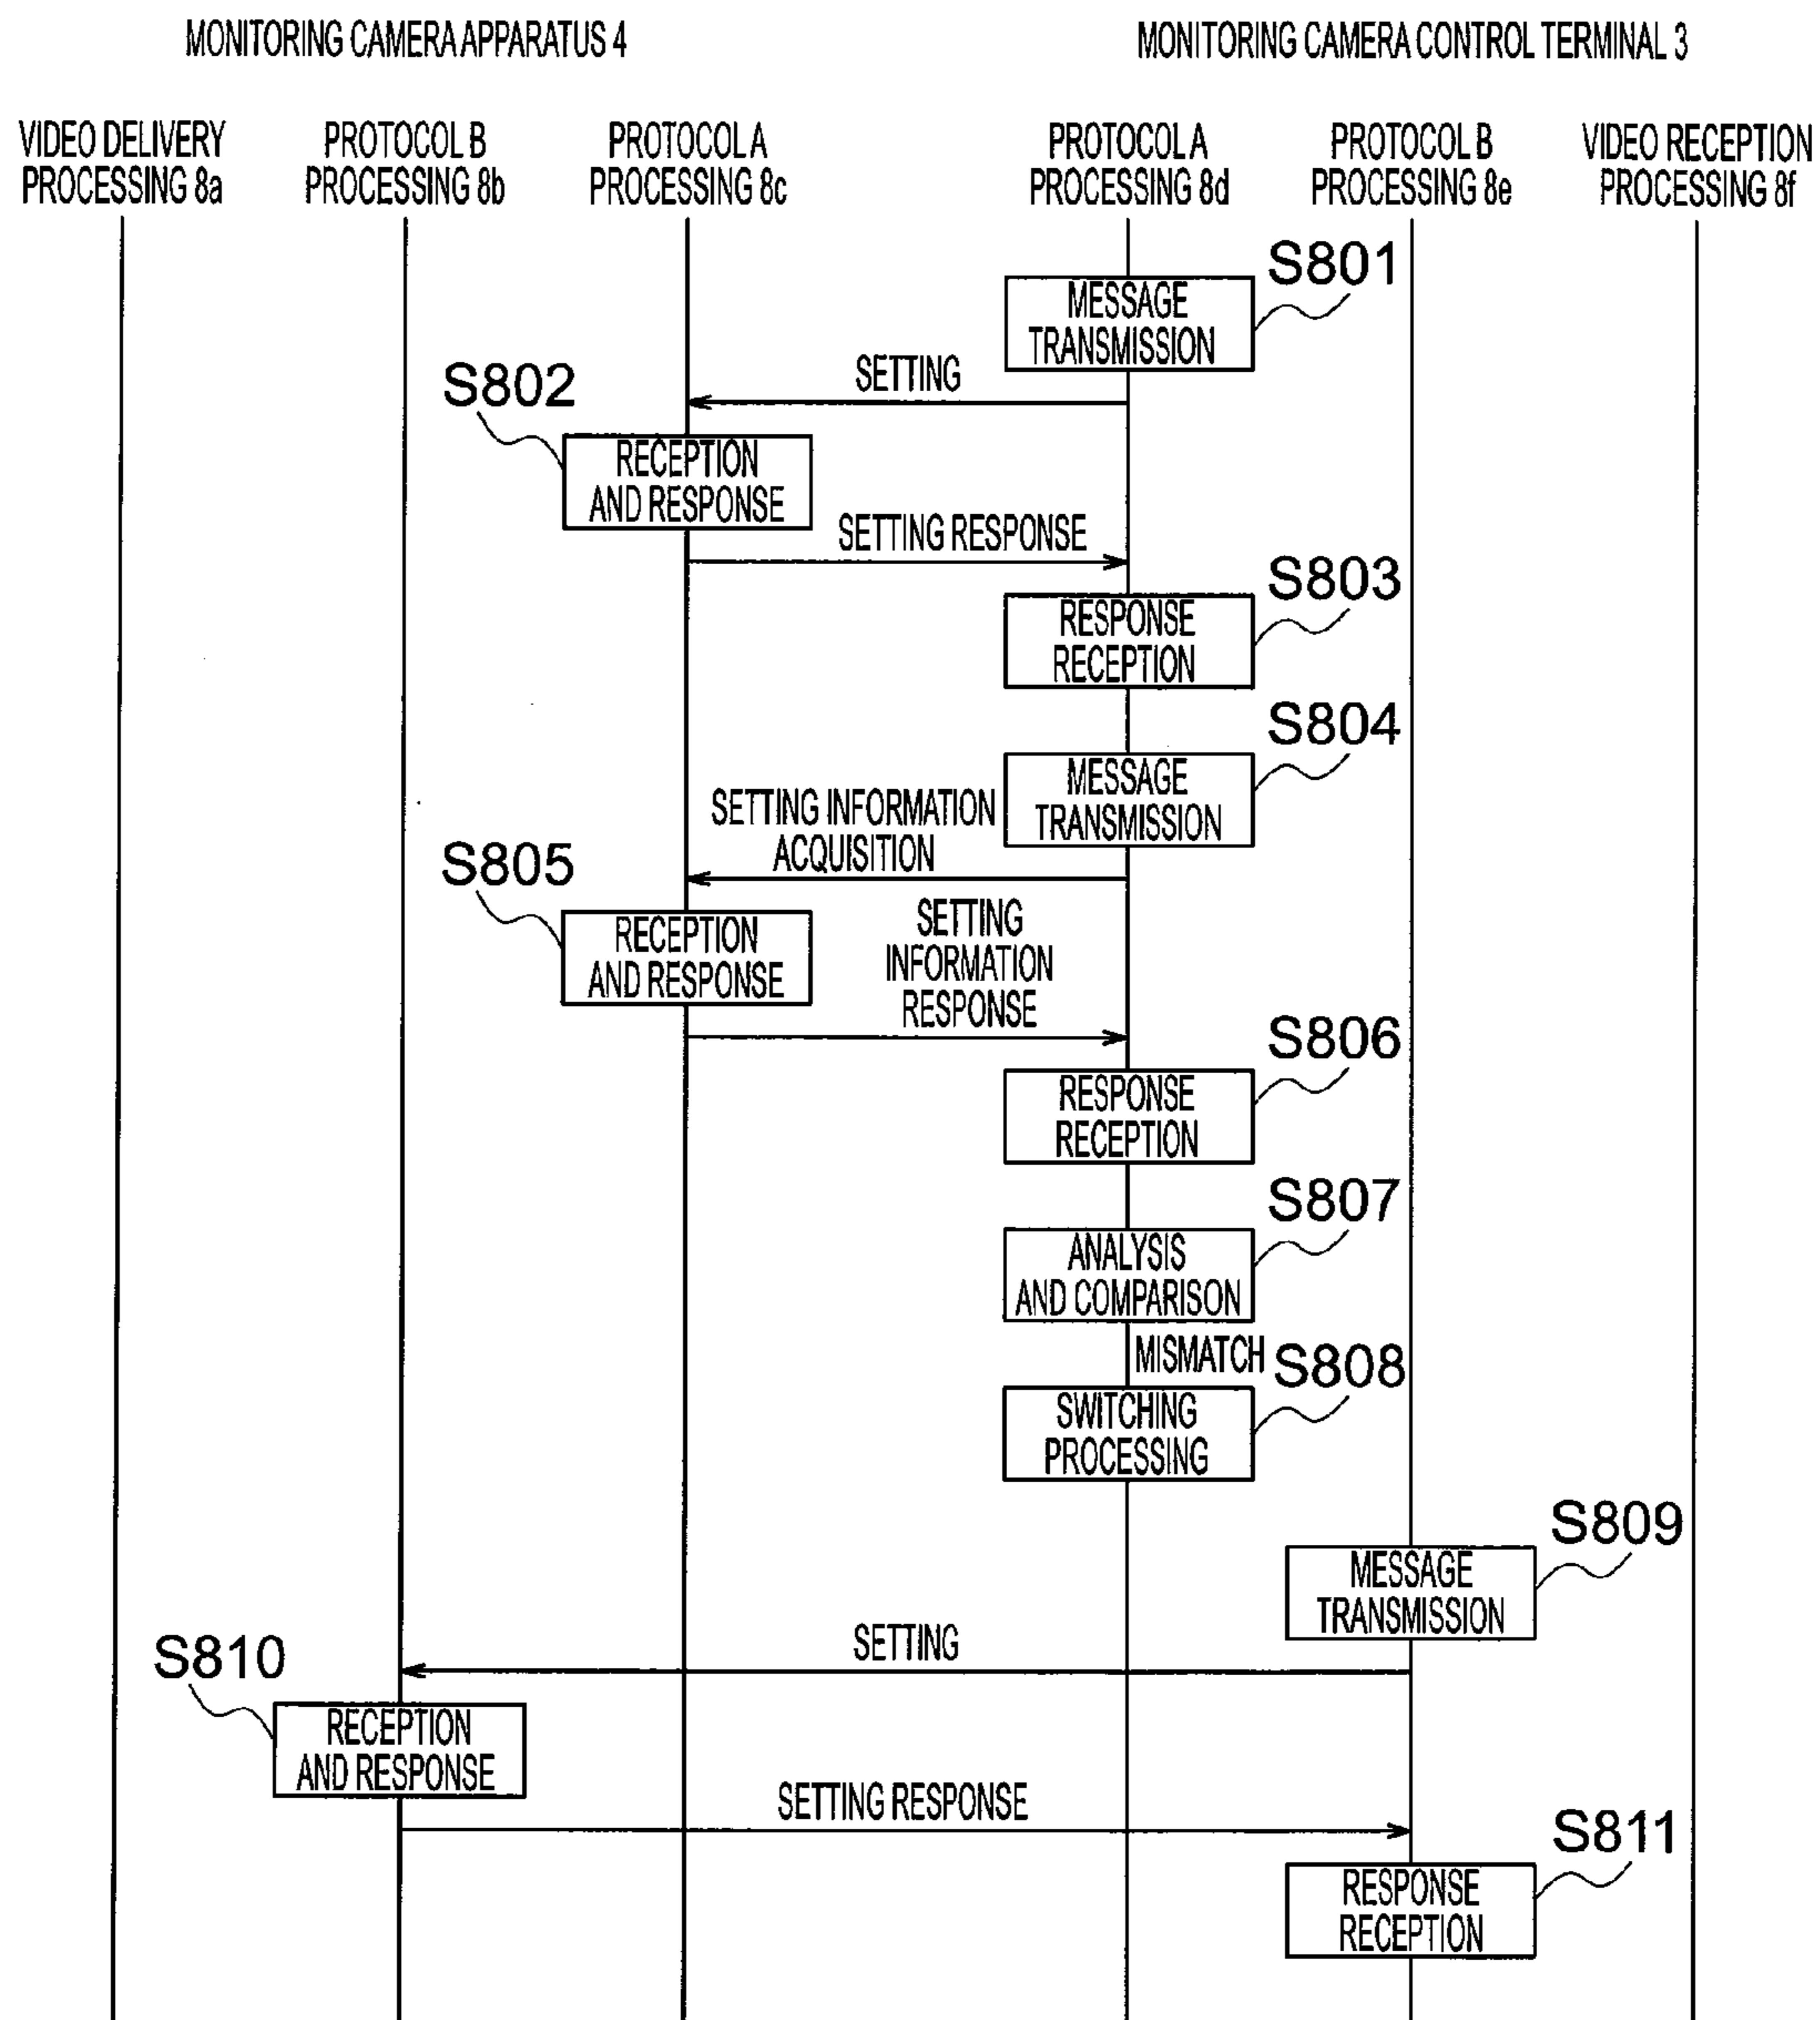 MONITORING CAMERA APPARATUS 4
MONITORING CAMERA CONTROL TERMINAL 3
VIDEO DELIVERY
PROCESSING 8a
PROTOCOL B
PROCESSING 8b
PROTOCOL A
PROCESSING 8c
PROTOCOL A
PROCESSING 8d
PROTOCOL B
PROCESSING 8e
VIDEO RECEPTION
PROCESSING 8f
S801
MESSAGE
TRANSMISSION
SETTING
S802
RECEPTION
AND RESPONSE
SETTING RESPONSE
S803
RESPONSE
RECEPTION
S804
MESSAGE
TRANSMISSION
SETTING INFORMATION
ACQUISITION
S805
RECEPTION
AND RESPONSE
SETTING
INFORMATION
RESPONSE
S806
RESPONSE
RECEPTION
S807
ANALYSIS
AND COMPARISON
MISMATCH
S808
SWITCHING
PROCESSING
S809
MESSAGE
TRANSMISSION
SETTING
S810
RECEPTION
AND RESPONSE
SETTING RESPONSE
S811
RESPONSE
RECEPTION